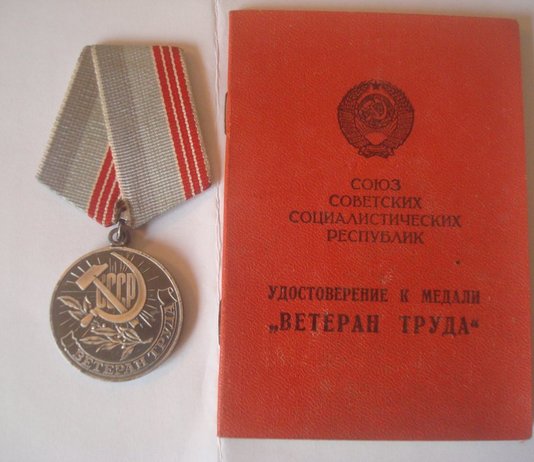 СССР
ВЕТЕРАН ТРУДА
СОЮЗ
СОВЕТСКИХ
СОЦИАЛИСТИЧЕСКИХ
РЕСПУБЛИК
УДОСТОВЕРЕНИЕ К МЕДАЛИ
„ВЕТЕРАН ТРУДА“